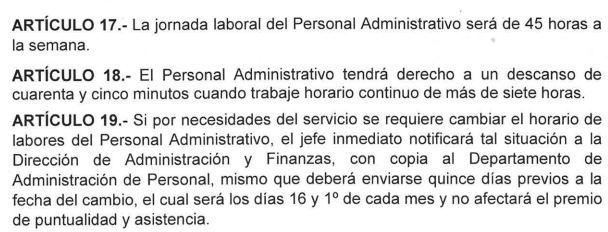 ARTÍCULO 17.- La jornada laboral del Personal Administrativo será de 45 horas a
la semana.
ARTÍCULO 18.- El Personal Administrativo tendrá derecho a un descanso de
cuarenta y cinco minutos cuando trabaje horario continuo de más de siete horas.
ARTÍCULO 19.- Si por necesidades del servicio se requiere cambiar el horario de
labores del Personal Administrativo, el jefe inmediato notificará tal situación a la
Dirección de Administración y Finanzas, con copia al Departamento de
Administración de Personal, mismo que deberá enviarse quince días previos a la
fecha del cambio, el cual será los días 16 y 1º de cada mes y no afectará el premio
de puntualidad y asistencia.